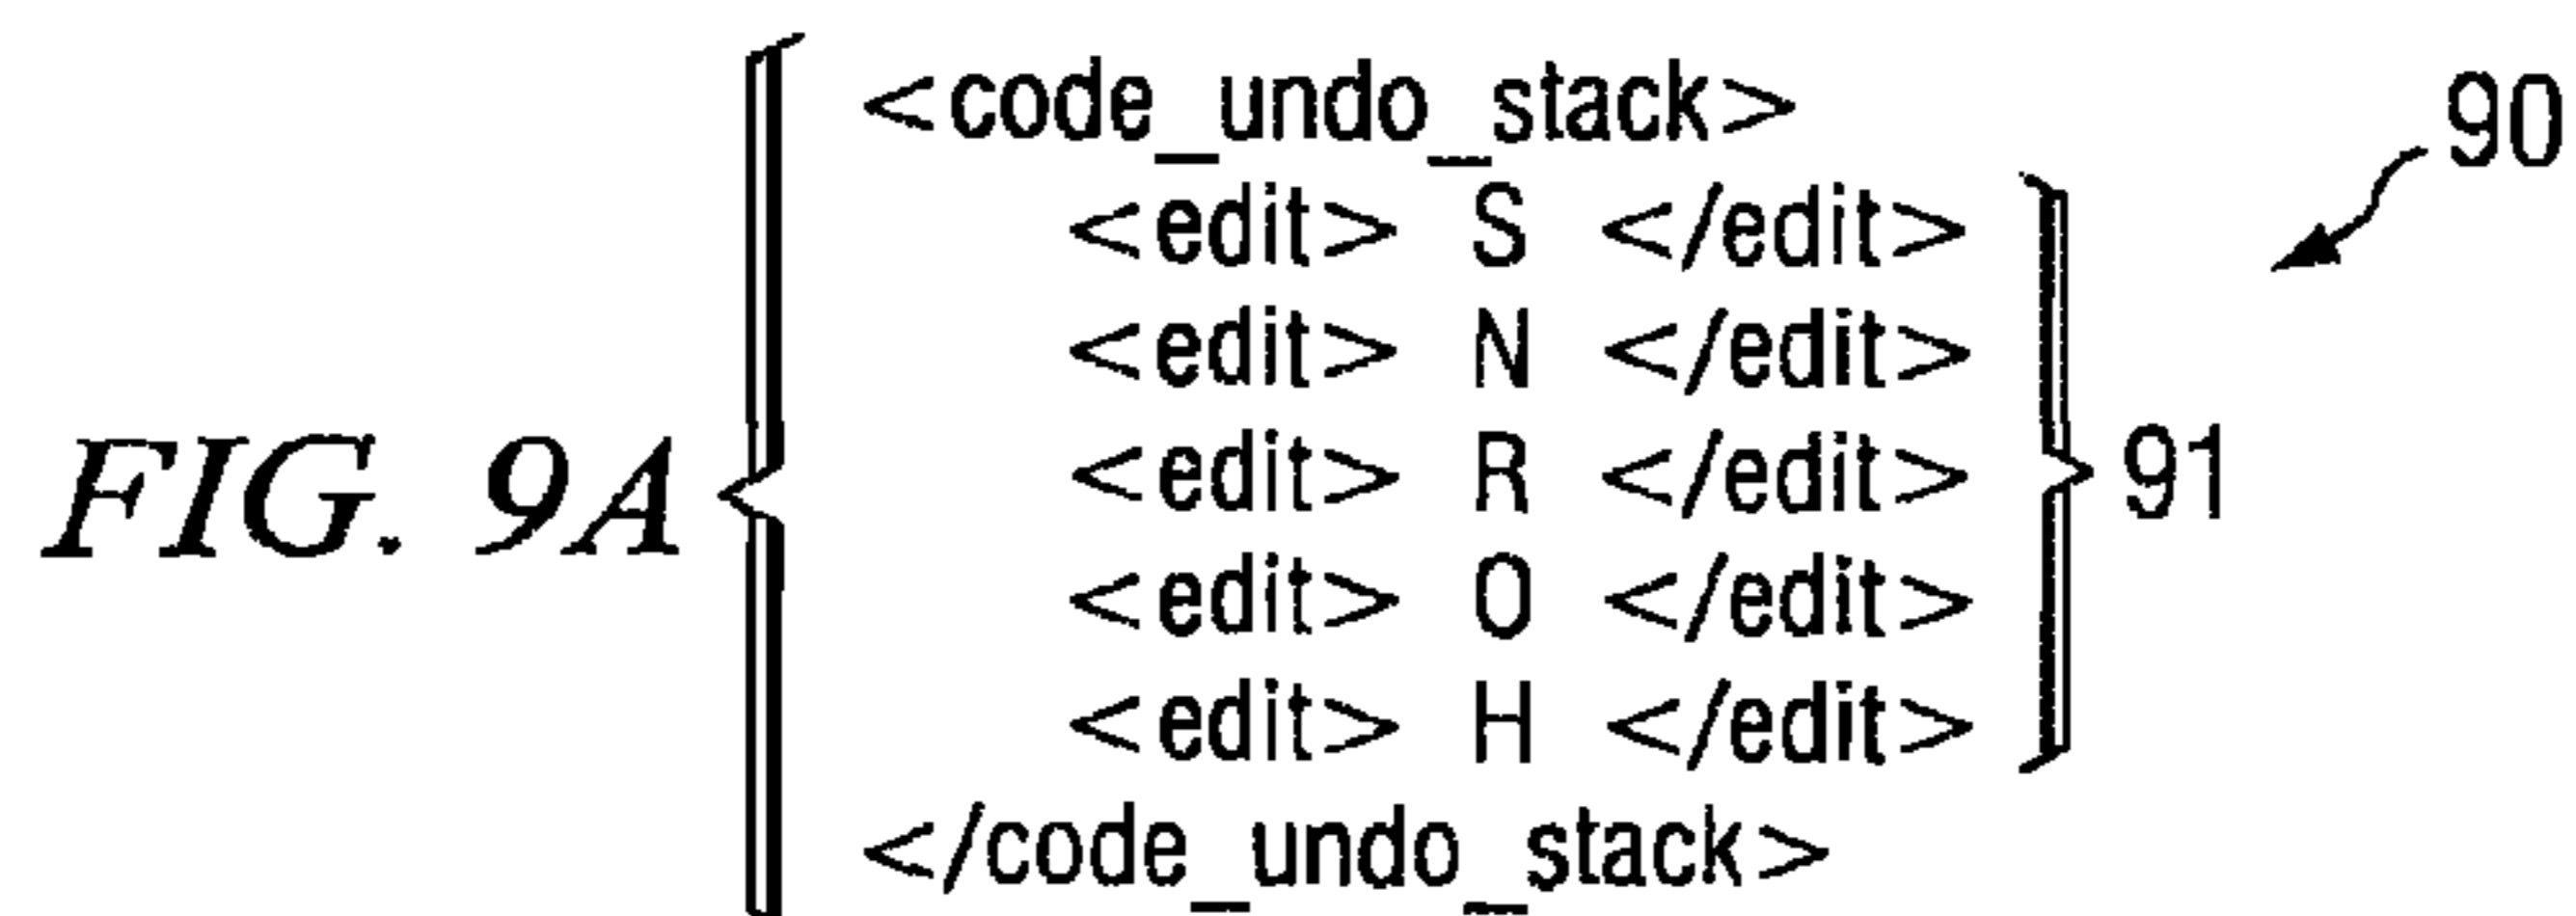 <code_undo_stack>
90
<edit> S </edit>
<edit> N </edit>
FIG. 9A
<edit> R </edit>
91
<edit> O </edit>
<edit> H </edit>
</code_undo_stack>